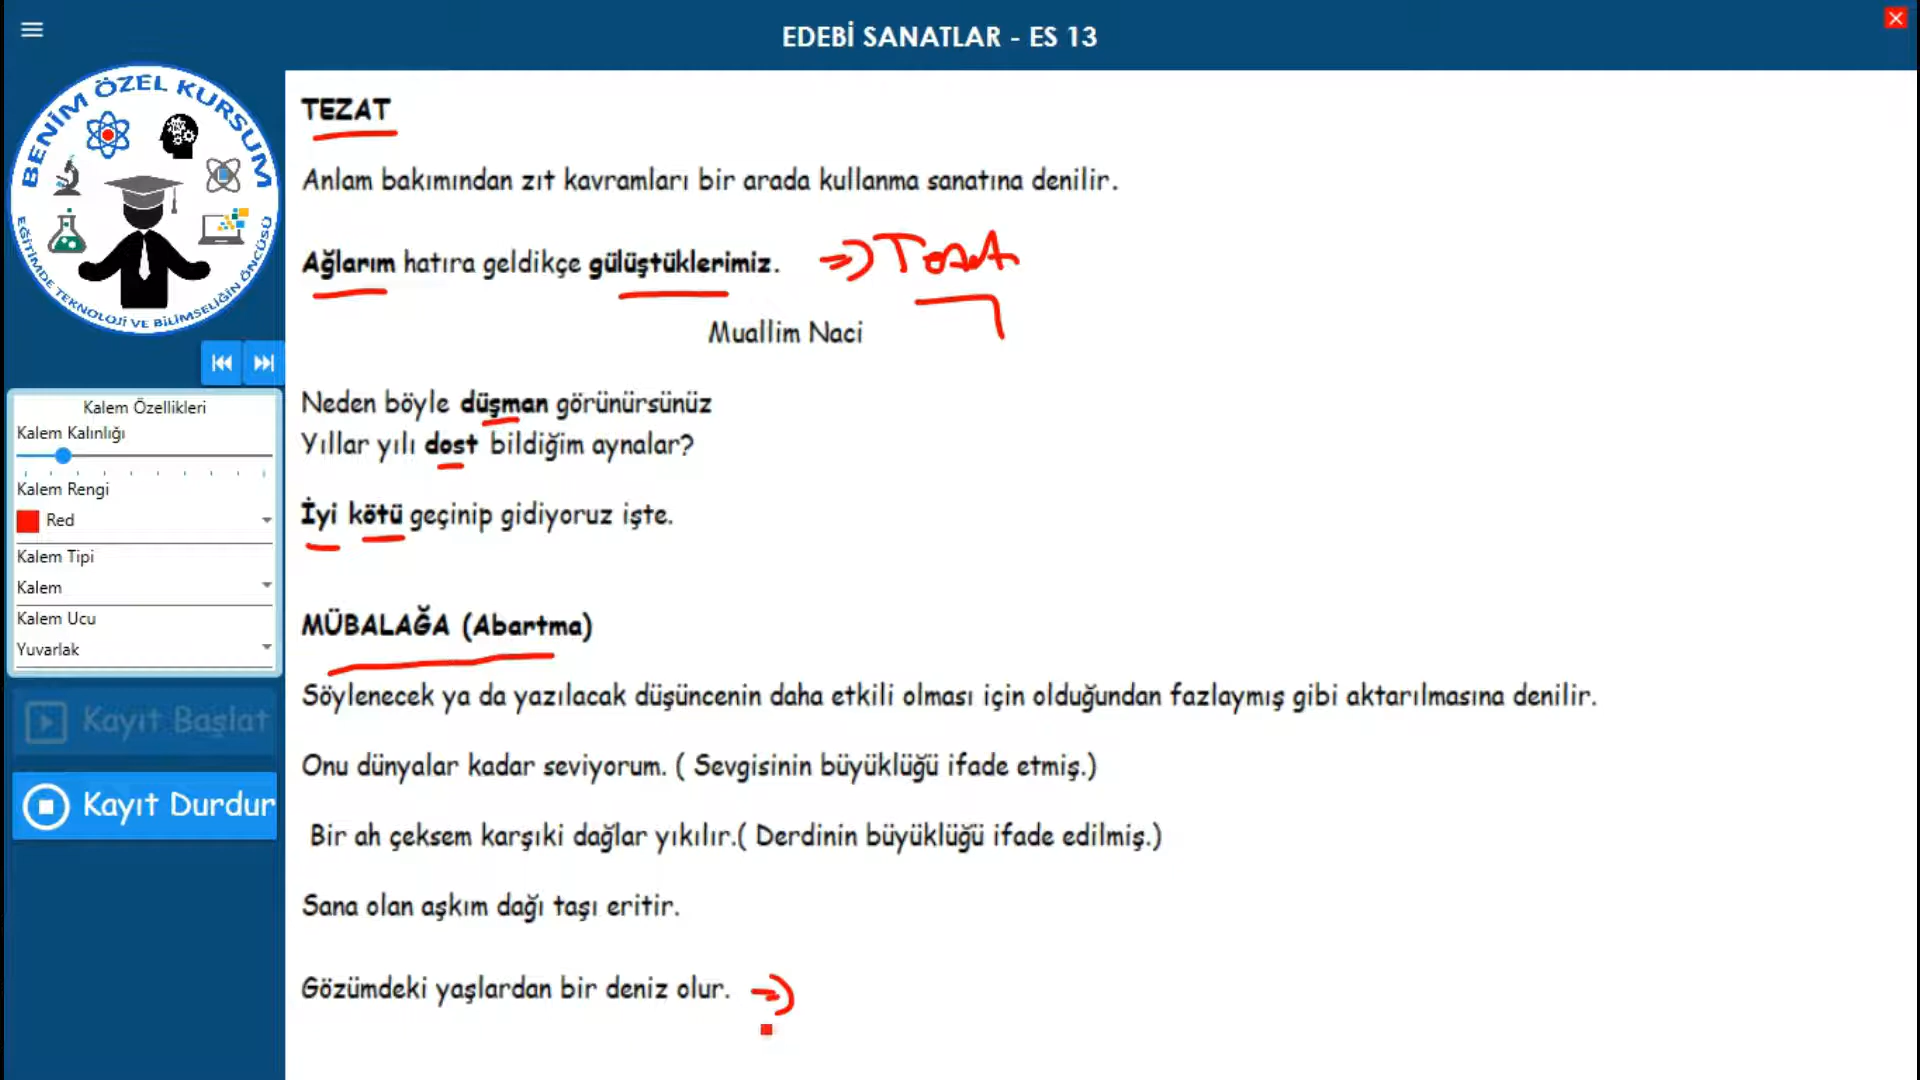 EDEBİ SANATLAR - ES 13
BENİM ÖZEL KURSUM
EĞİTİMDE TEKNOLOJİ VE BİLİMSELİĞİN ÖNCÜSÜ
Kalem Özellikleri
Kalem Kalınlığı
Kalem Rengi
Red
Kalem Tipi
Kalem
Kalem Ucu
Yuvarlak
Kayıt Başlat
Kayıt Durdur
TEZAT
Anlam bakımından zıt kavramları bir arada kullanma sanatına denilir.
Ağlarım hatıra geldikçe gülüştüklerimiz. => Tezat
Muallim Naci
Neden böyle düşman görünürsünüz
Yıllar yılı dost bildiğim aynalar?
İyi kötü geçinip gidiyoruz işte.
MÜBALAĞA (Abartma)
Söylenecek ya da yazılacak düşüncenin daha etkili olması için olduğundan fazlaymış gibi aktarılmasına denilir.
Onu dünyalar kadar seviyorum. ( Sevgisinin büyüklüğü ifade etmiş.)
Bir ah çeksem karşıki dağlar yıkılır.( Derdinin büyüklüğü ifade edilmiş.)
Sana olan aşkım dağı taşı eritir.
Gözümdeki yaşlardan bir deniz olur. =>